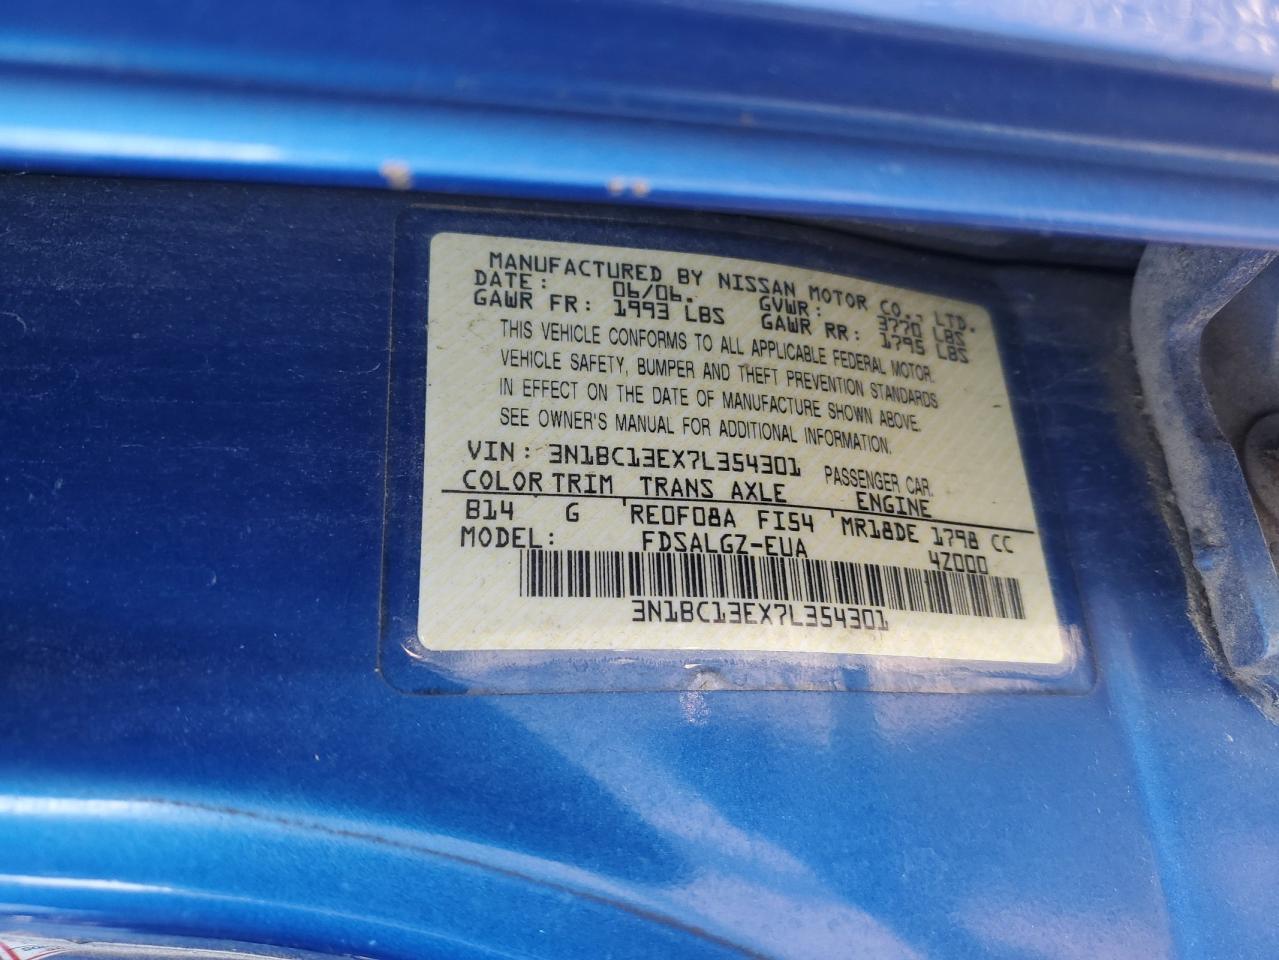 MANUFACTURED BY NISSAN MOTOR CO., LTD.
DATE: 06/06. GVWR: 3770 LBS
GAWR FR: 1993 LBS GAWR RR: 1795 LBS
THIS VEHICLE CONFORMS TO ALL APPLICABLE FEDERAL MOTOR.
VEHICLE SAFETY, BUMPER AND THEFT PREVENTION STANDARDS
IN EFFECT ON THE DATE OF MANUFACTURE SHOWN ABOVE.
SEE OWNER'S MANUAL FOR ADDITIONAL INFORMATION.
VIN: 3N1BC13EX7L354301 PASSENGER CAR.
COLOR TRIM TRANS AXLE ENGINE
B14 G RE0F08A FI54 MR18DE 1798 CC
MODEL: FDSALGZ-EUA 4Z000
3N1BC13EX7L354301